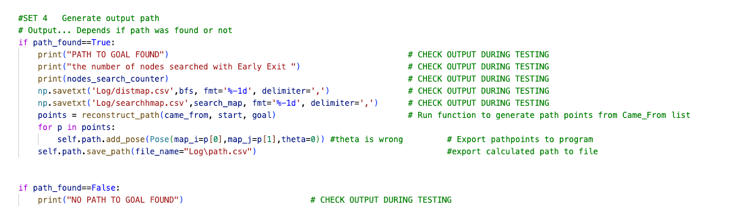 #SET 4   Generate output path
# Output... Depends if path was found or not
if path_found==True:
    print("PATH TO GOAL FOUND")                                                # CHECK OUTPUT DURING TESTING
    print("the number of nodes searched with Early Exit ")                     # CHECK OUTPUT DURING TESTING
    print(nodes_search_counter)                                                # CHECK OUTPUT DURING TESTING
    np.savetxt('Log/distmap.csv',bfs, fmt='%-1d', delimiter=',')               # CHECK OUTPUT DURING TESTING
    np.savetxt('Log/searchhmap.csv',search_map, fmt='%-1d', delimiter=',')     # CHECK OUTPUT DURING TESTING
    points = reconstruct_path(came_from, start, goal)                          # Run function to generate path points from Came_From list
    for p in points:
        self.path.add_pose(Pose(map_i=p[0],map_j=p[1],theta=0)) #theta is wrong        # Export pathpoints to program
    self.path.save_path(file_name="Log\path.csv")                                      #export calculated path to file
if path_found==False:
    print("NO PATH TO GOAL FOUND")                          # CHECK OUTPUT DURING TESTING